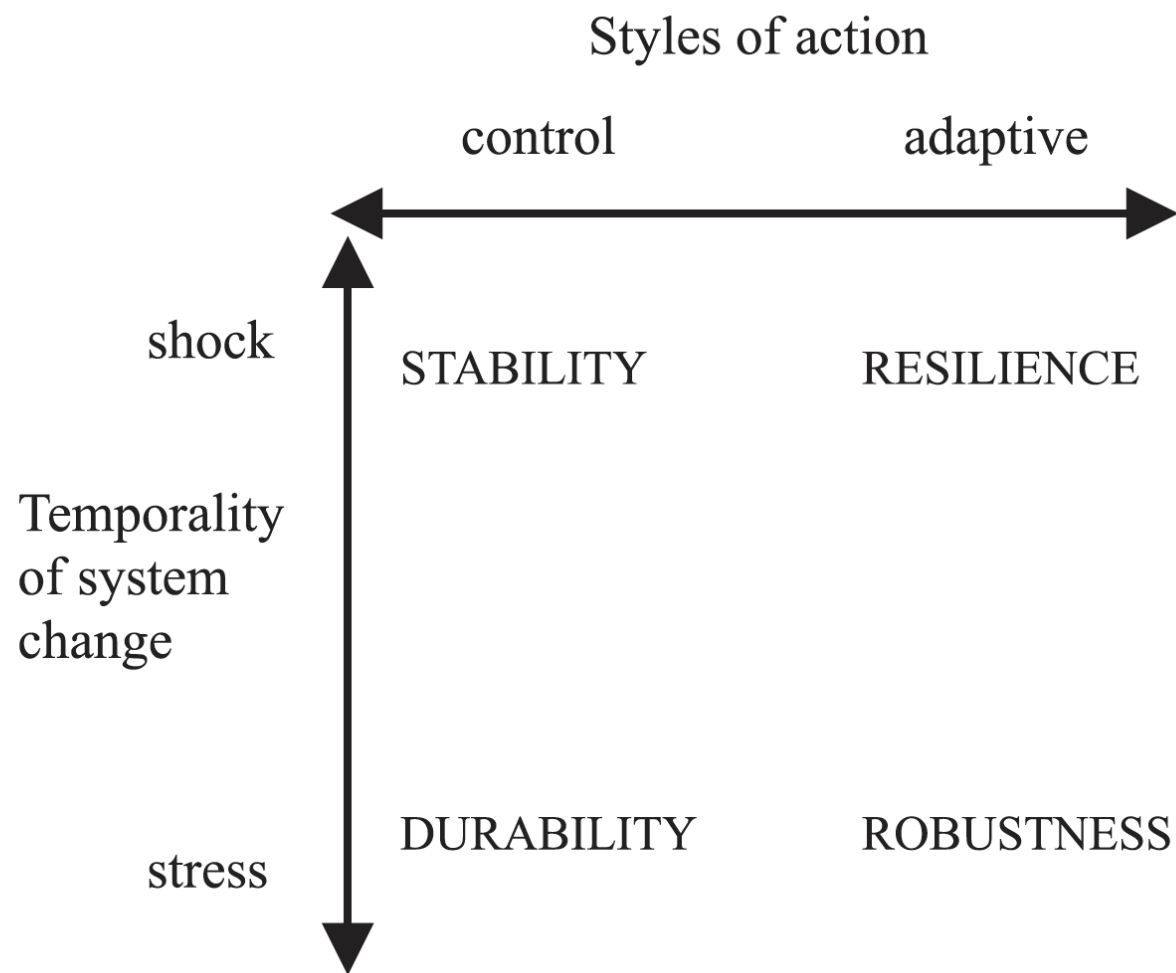 Styles of action
control adaptive
shock
STABILITY RESILIENCE
Temporality
of system
change
DURABILITY ROBUSTNESS
stress